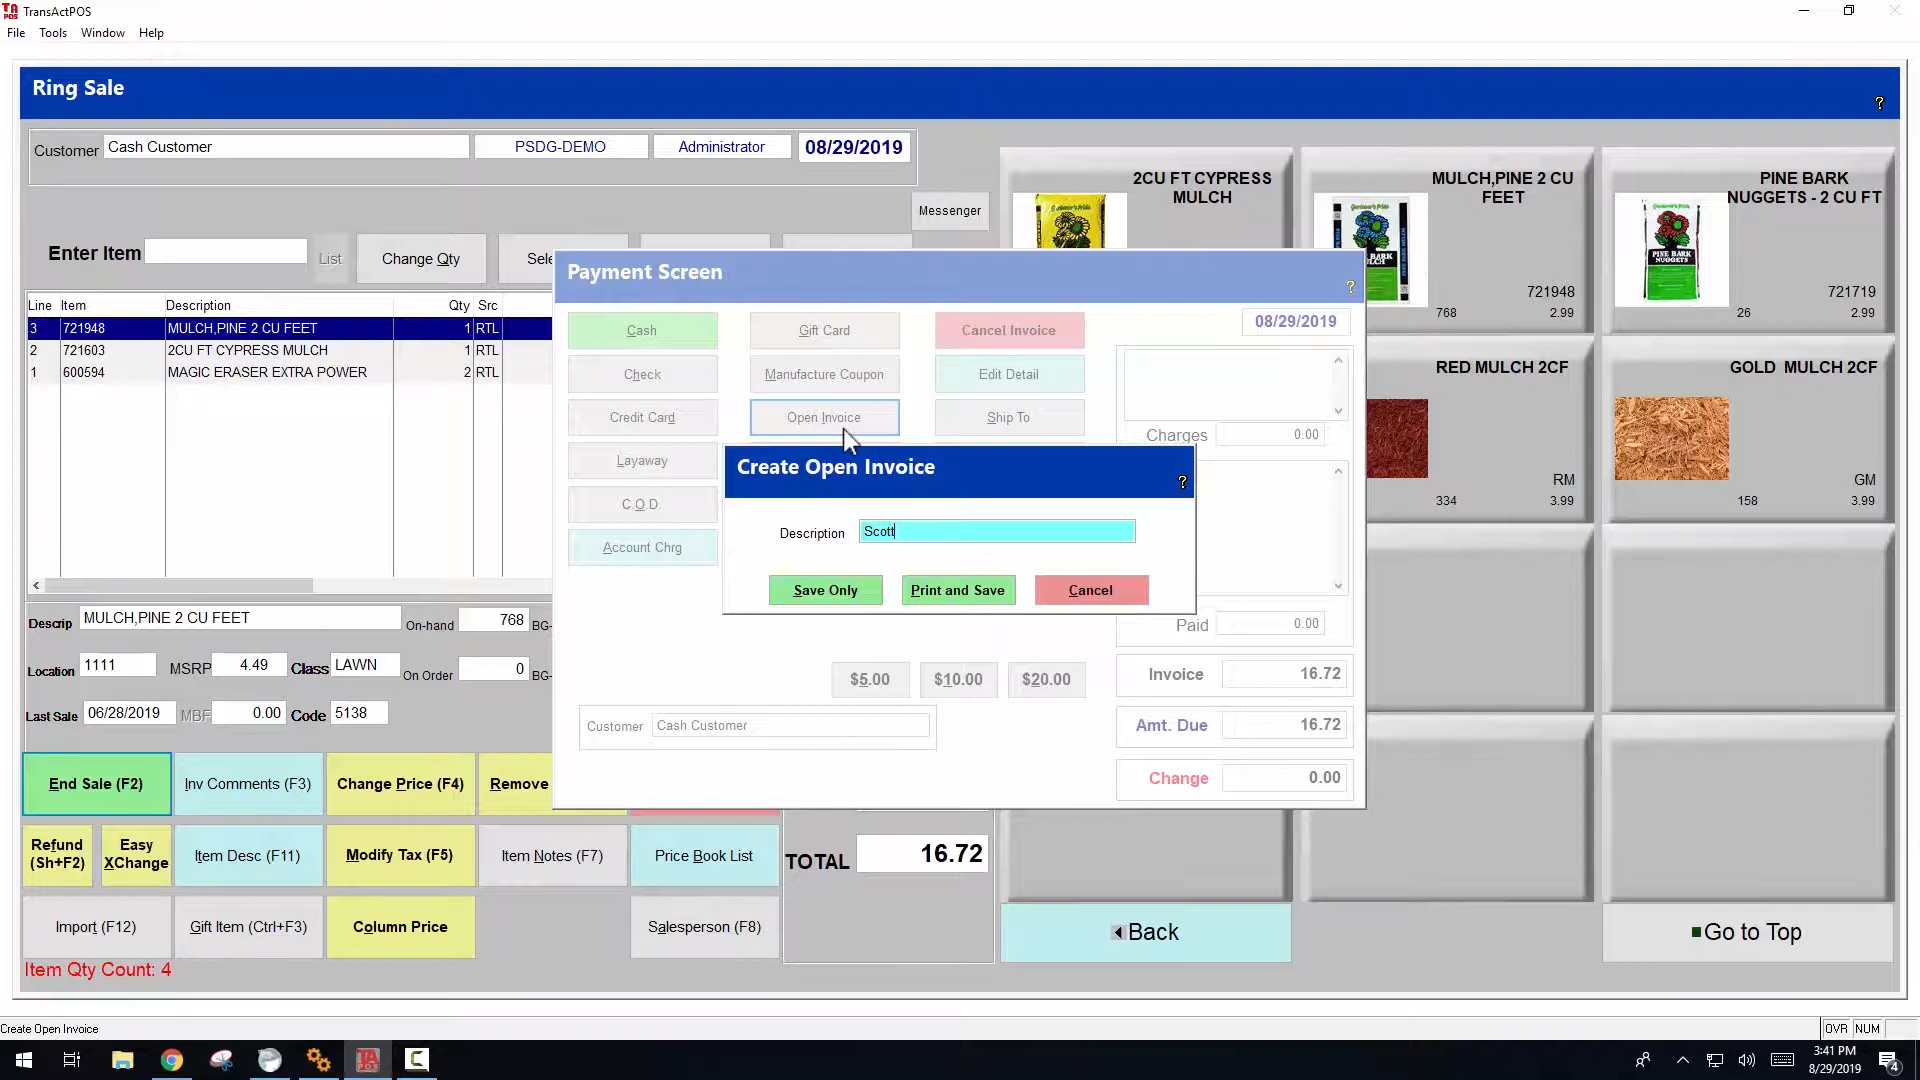 TransActPOS
File Tools Window Help
Ring Sale
?
Customer Cash Customer PSDG-DEMO Administrator 08/29/2019
Messenger
Enter Item List Change Qty Sele
Line Item Description Qty Src
3 721948 MULCH,PINE 2 CU FEET 1 RTL
2 721603 2CU FT CYPRESS MULCH 1 RTL
1 600594 MAGIC ERASER EXTRA POWER 2 RTL
Descrip MULCH,PINE 2 CU FEET On-hand 768 BG-
Location 1111 MSRP 4.49 Class LAWN On Order 0 BG-
Last Sale 06/28/2019 MBF 0.00 Code 5138
End Sale (F2) Inv Comments (F3) Change Price (F4) Remove
Refund (Sh+F2) Easy XChange Item Desc (F11) Modify Tax (F5) Item Notes (F7) Price Book List
Import (F12) Gift Item (Ctrl+F3) Column Price Salesperson (F8)
Item Qty Count: 4
TOTAL 16.72
Payment Screen
?
Cash Gift Card Cancel Invoice 08/29/2019
Check Manufacture Coupon Edit Detail
Credit Card Open Invoice Ship To
Charges 0.00
Layaway
C.O.D.
Account Chrg
Create Open Invoice
?
Description Scott
Save Only Print and Save Cancel
Paid 0.00
$5.00 $10.00 $20.00
Invoice 16.72
Customer Cash Customer
Amt. Due 16.72
Change 0.00
2CU FT CYPRESS
MULCH
MULCH,PINE 2 CU
FEET
721948
768 2.99
PINE BARK
NUGGETS - 2 CU FT
PINE BARK
NUGGETS
721719
26 2.99
RED MULCH 2CF
RM
334 3.99
GOLD MULCH 2CF
GM
158 3.99
Back
Go to Top
Create Open Invoice
OVR NUM
3:41 PM
8/29/2019
4